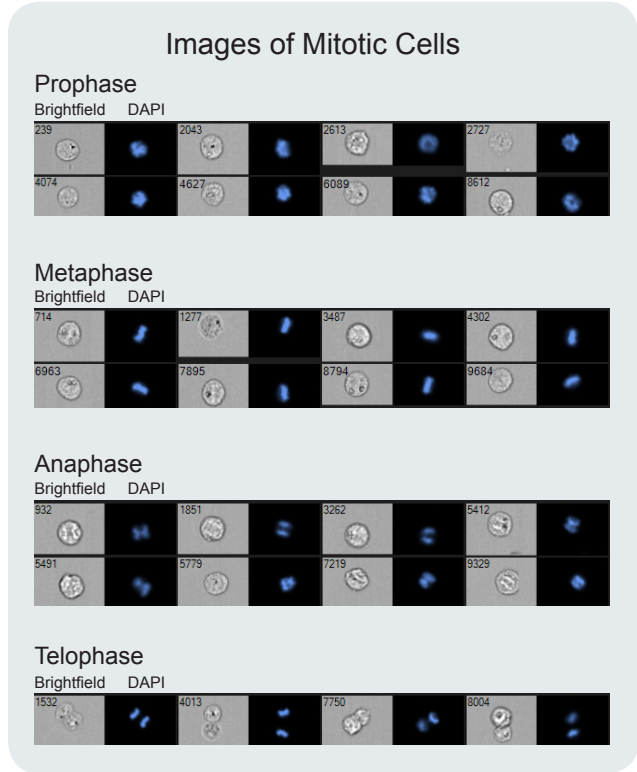 Images of Mitotic Cells
Prophase
Brightfield DAPI
239 2043 2613 2727
4074 4627 6089 8612
Metaphase
Brightfield DAPI
714 1277 3487 4302
6963 7895 8794 9684
Anaphase
Brightfield DAPI
932 1851 3262 5412
5491 5779 7219 9329
Telophase
Brightfield DAPI
1532 4013 7750 8004